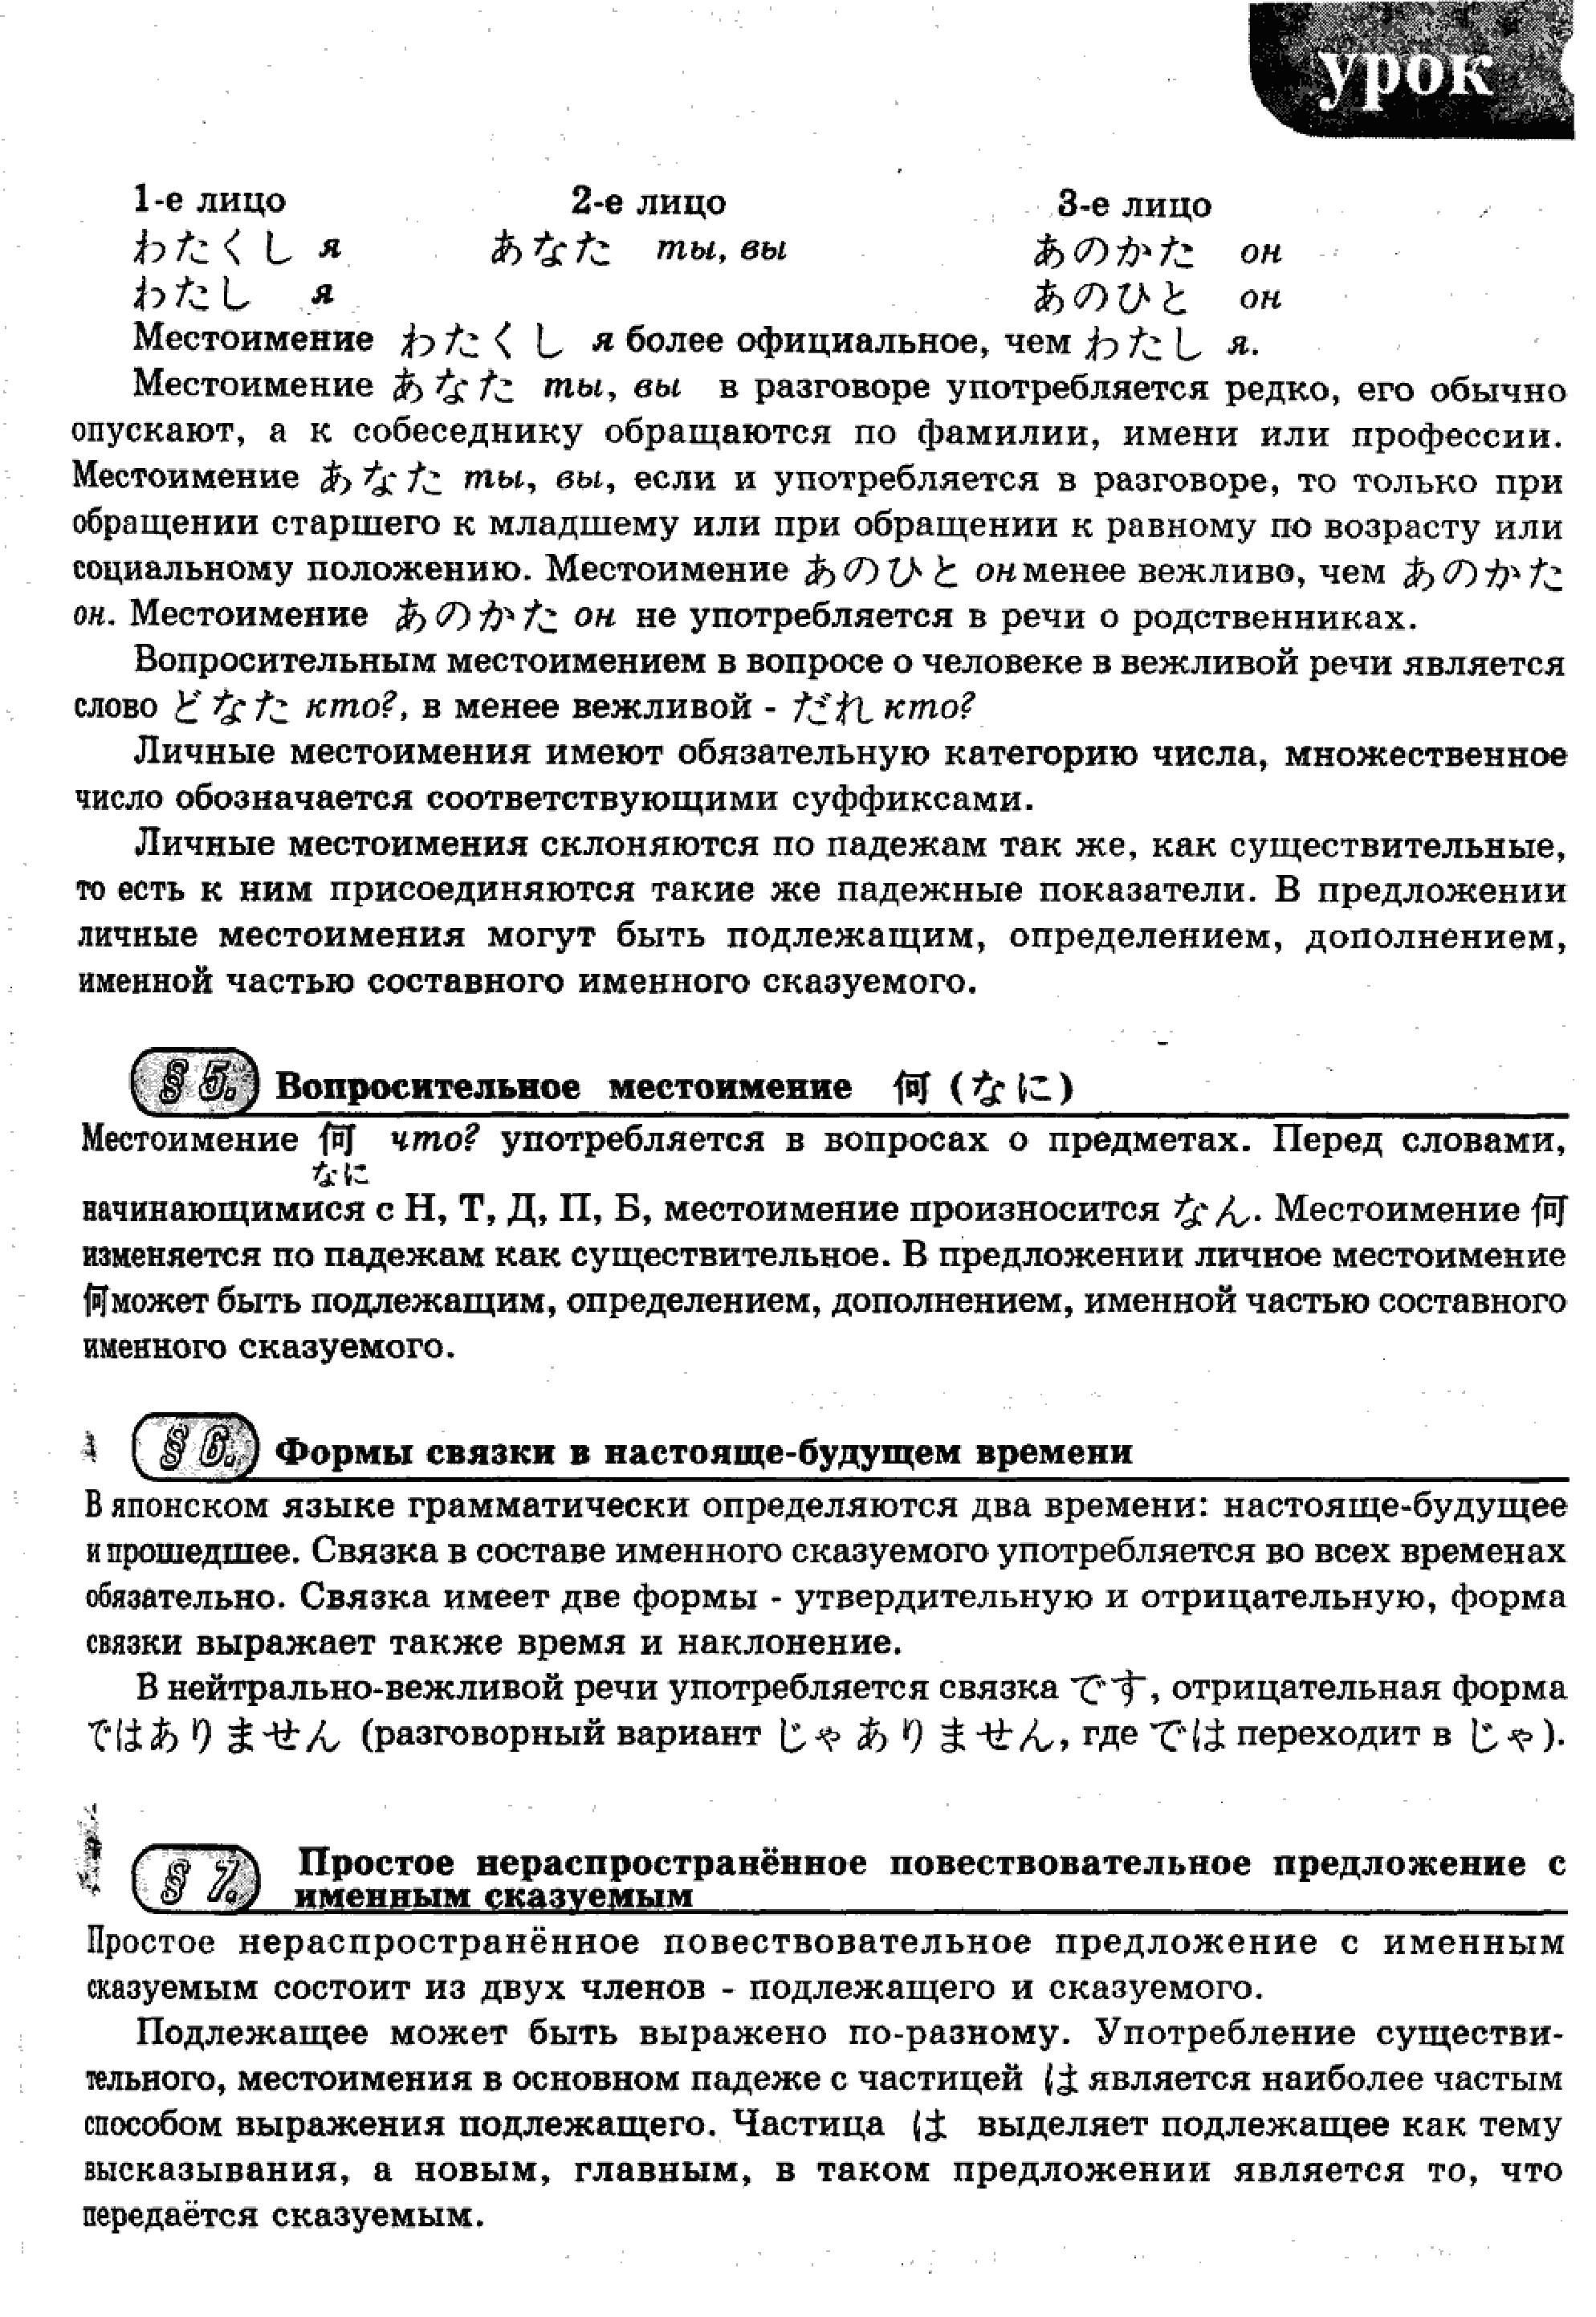 урок
1-е лицо 2-е лицо 3-е лицо
わたくし я あなた ты, вы あのかた он
わたし я あのひと он
Местоимение わたくし я более официальное, чем わたし я.
Местоимение あなた ты, вы в разговоре употребляется редко, его обычно
опускают, а к собеседнику обращаются по фамилии, имени или профессии.
Местоимение あなた ты, вы, если и употребляется в разговоре, то только при
обращении старшего к младшему или при обращении к равному по возрасту или
социальному положению. Местоимение あのひと он менее вежливо, чем あのかた
он. Местоимение あのかた он не употребляется в речи о родственниках.
Вопросительным местоимением в вопросе о человеке в вежливой речи является
слово どなた кто?, в менее вежливой - だれ кто?
Личные местоимения имеют обязательную категорию числа, множественное
число обозначается соответствующими суффиксами.
Личные местоимения склоняются по падежам так же, как существительные,
то есть к ним присоединяются такие же падежные показатели. В предложении
личные местоимения могут быть подлежащим, определением, дополнением,
именной частью составного именного сказуемого.
§ 5. Вопросительное местоимение 何 (なに)
Местоимение 何 что? употребляется в вопросах о предметах. Перед словами,
なに
начинающимися с Н, Т, Д, П, Б, местоимение произносится なん. Местоимение 何
изменяется по падежам как существительное. В предложении личное местоимение
何может быть подлежащим, определением, дополнением, именной частью составного
именного сказуемого.
§ 6. Формы связки в настояще-будущем времени
В японском языке грамматически определяются два времени: настояще-будущее
и прошедшее. Связка в составе именного сказуемого употребляется во всех временах
обязательно. Связка имеет две формы - утвердительную и отрицательную, форма
связки выражает также время и наклонение.
В нейтрально-вежливой речи употребляется связка です, отрицательная форма
ではありません (разговорный вариант じゃありません, где では переходит в じゃ).
§ 7. Простое нераспространённое повествовательное предложение с
именным сказуемым
Простое нераспространённое повествовательное предложение с именным
сказуемым состоит из двух членов - подлежащего и сказуемого.
Подлежащее может быть выражено по-разному. Употребление существи-
тельного, местоимения в основном падеже с частицей は является наиболее частым
способом выражения подлежащего. Частица は выделяет подлежащее как тему
высказывания, а новым, главным, в таком предложении является то, что
передаётся сказуемым.